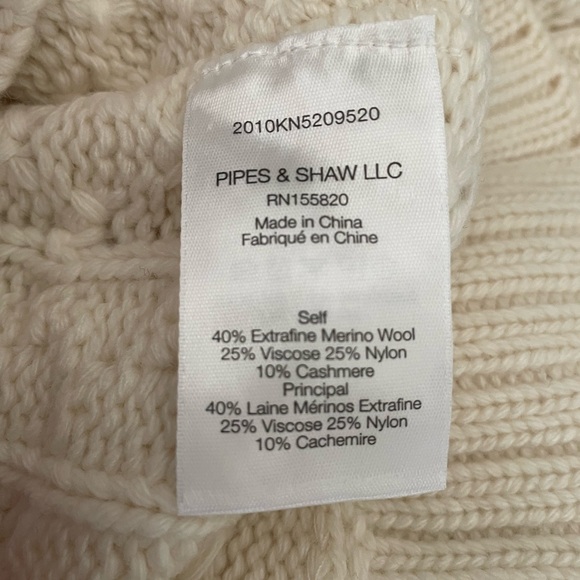 2010KN5209520
PIPES & SHAW LLC
RN155820
Made in China
Fabriqué en Chine
Self
40% Extrafine Merino Wool
25% Viscose 25% Nylon
10% Cashmere
Principal
40% Laine Mérinos Extrafine
25% Viscose 25% Nylon
10% Cachemire